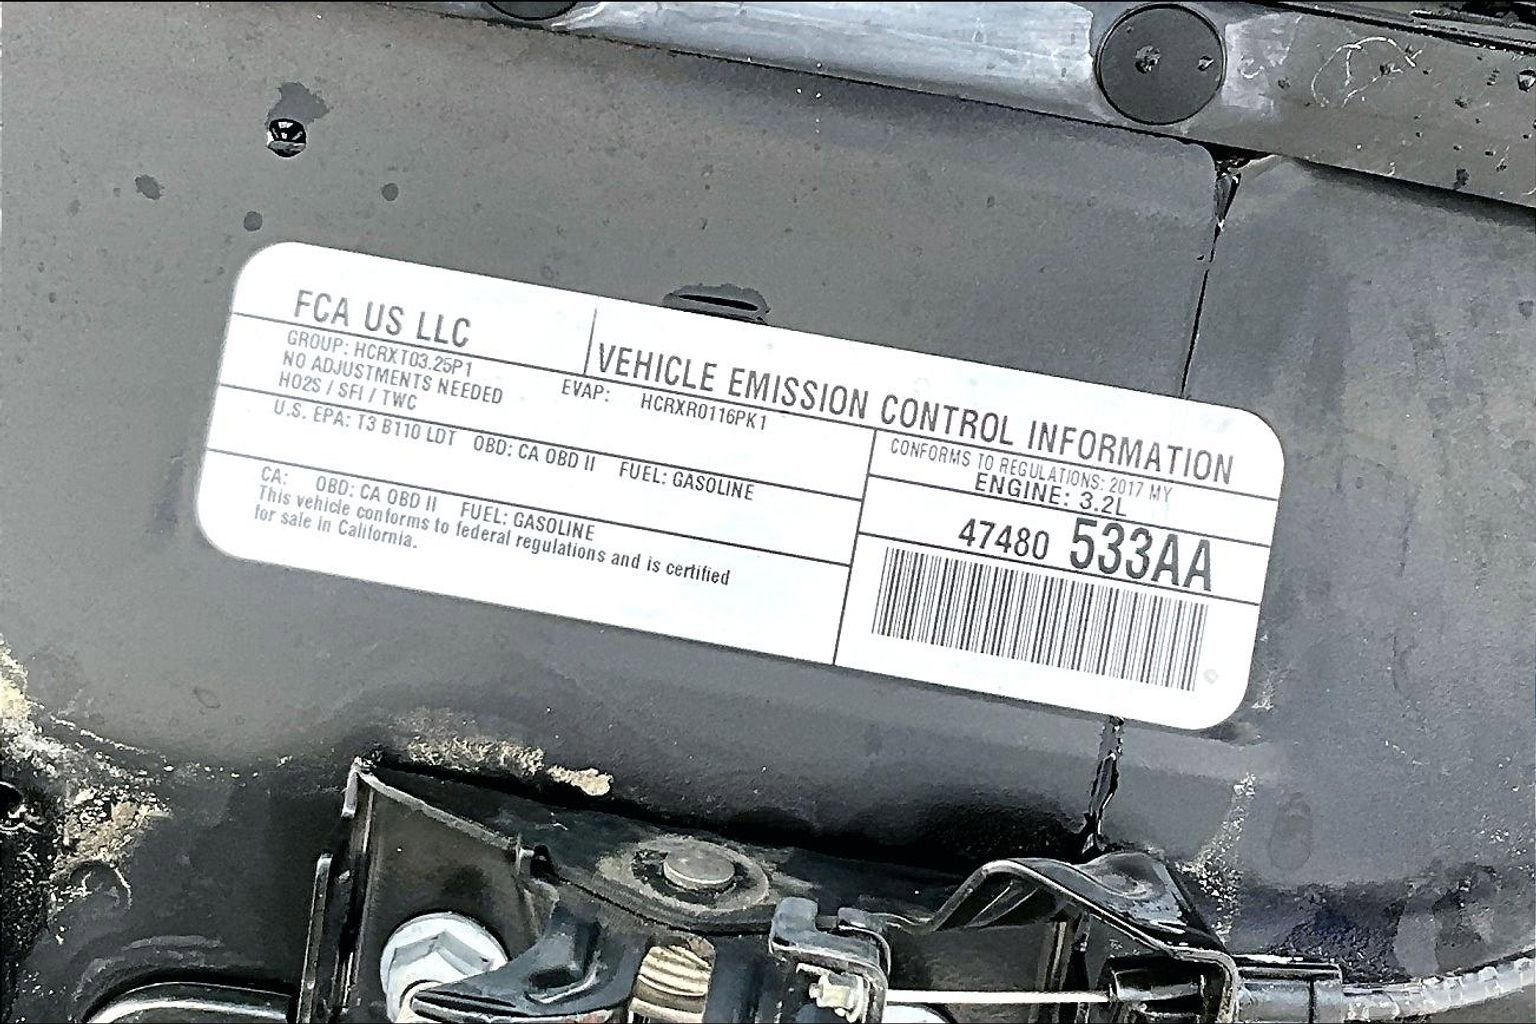 FCA US LLC
VEHICLE EMISSION CONTROL INFORMATION
GROUP: HCRXT03.25P1
EVAP: HCRXR0116PK1
NO ADJUSTMENTS NEEDED
HO2S / SFI / TWC
U.S. EPA: T3 B110 LDT OBD: CA OBD II FUEL: GASOLINE
CA: OBD: CA OBD II FUEL: GASOLINE
This vehicle conforms to federal regulations and is certified
for sale in California.
CONFORMS TO REGULATIONS: 2017 MY
ENGINE: 3.2L
47480 533AA